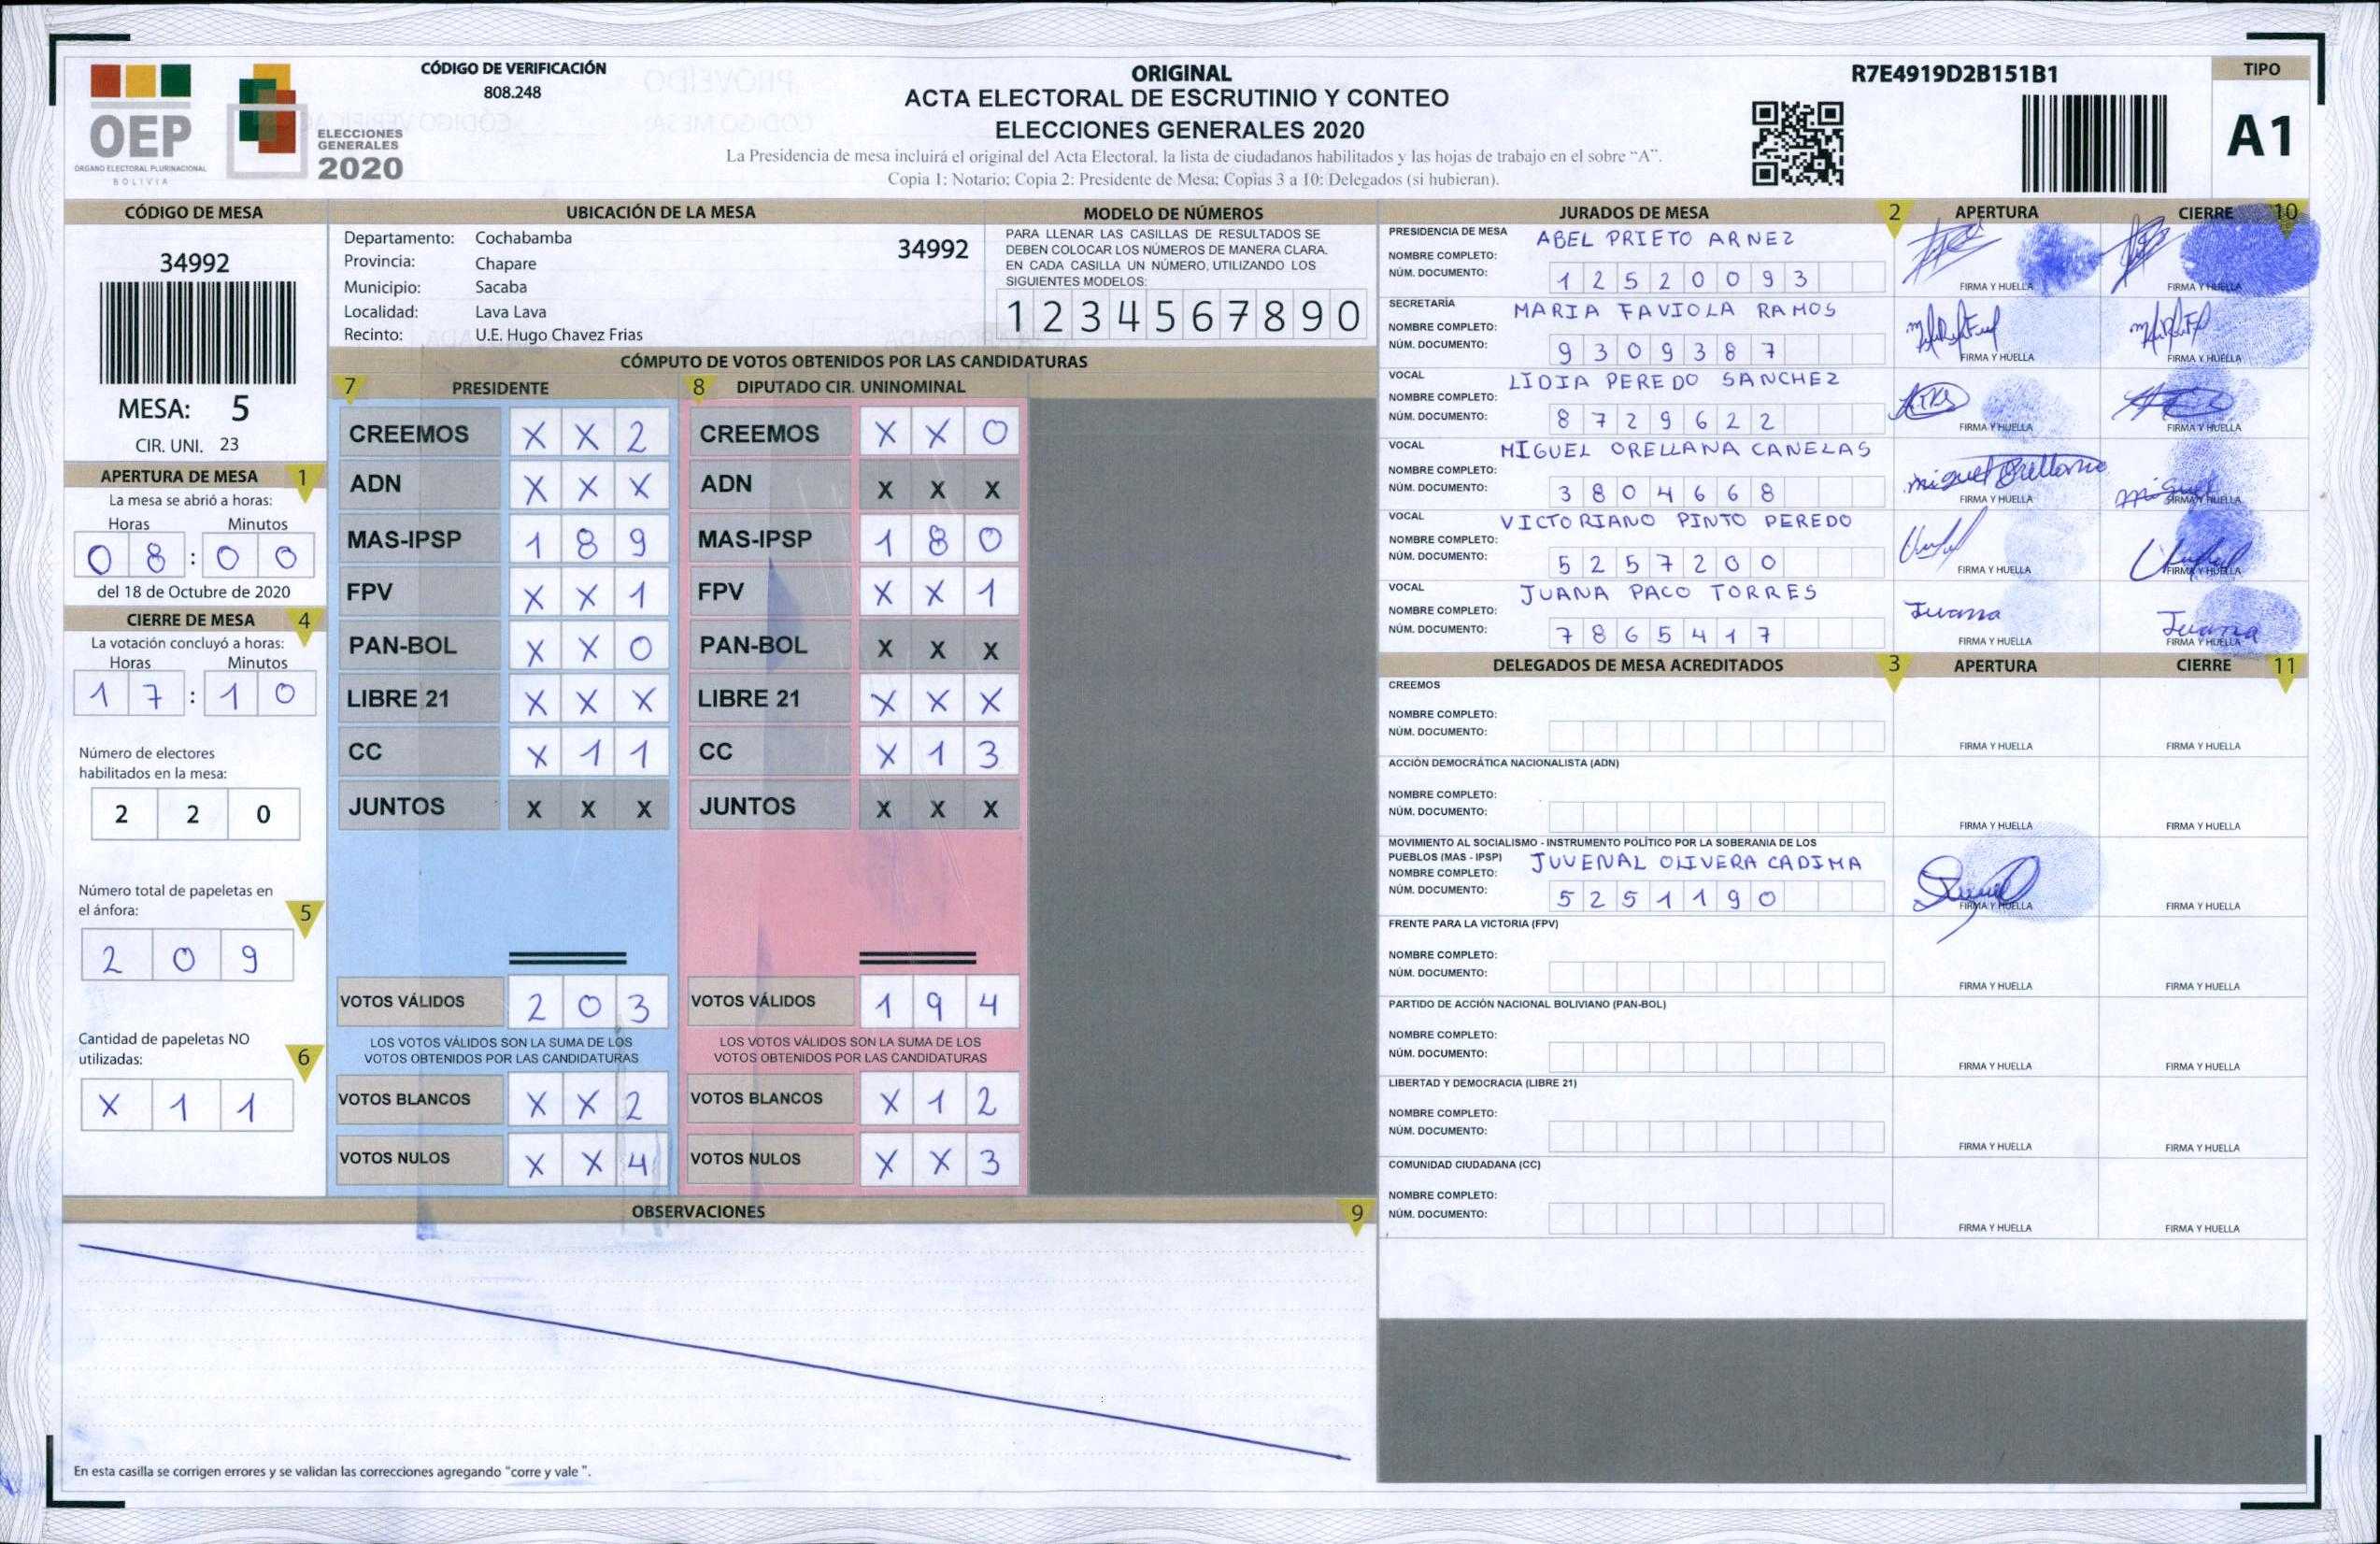 OEP
ORGANO ELECTORAL PLURINACIONAL
BOLIVIA
ELECCIONES
GENERALES
2020
CÓDIGO DE VERIFICACIÓN
808.248
ORIGINAL
ACTA ELECTORAL DE ESCRUTINIO Y CONTEO
ELECCIONES GENERALES 2020
La Presidencia de mesa incluirá el original del Acta Electoral, la lista de ciudadanos habilitados y las hojas de trabajo en el sobre “A”.
Copia 1: Notario; Copia 2: Presidente de Mesa; Copias 3 a 10: Delegados (si hubieran).
R7E4919D2B151B1
TIPO
A1
CÓDIGO DE MESA
34992
MESA: 5
CIR. UNI. 23
APERTURA DE MESA 1
La mesa se abrió a horas:
Horas Minutos
0 8 : 0 0
del 18 de Octubre de 2020
CIERRE DE MESA 4
La votación concluyó a horas:
Horas Minutos
1 7 : 1 0
Número de electores
habilitados en la mesa:
2 2 0
Número total de papeletas en
el ánfora: 5
2 0 9
Cantidad de papeletas NO
utilizadas: 6
X 1 1
UBICACIÓN DE LA MESA
Departamento: Cochabamba
34992
Provincia: Chapare
Municipio: Sacaba
Localidad: Lava Lava
Recinto: U.E. Hugo Chavez Frias
MODELO DE NÚMEROS
PARA LLENAR LAS CASILLAS DE RESULTADOS SE
DEBEN COLOCAR LOS NÚMEROS DE MANERA CLARA.
EN CADA CASILLA UN NÚMERO, UTILIZANDO LOS
SIGUIENTES MODELOS:
1 2 3 4 5 6 7 8 9 0
CÓMPUTO DE VOTOS OBTENIDOS POR LAS CANDIDATURAS
7 PRESIDENTE
CREEMOS X X 2
ADN X X X
MAS-IPSP 1 8 9
FPV X X 1
PAN-BOL X X 0
LIBRE 21 X X X
CC X 1 1
JUNTOS X X X
VOTOS VÁLIDOS 2 0 3
LOS VOTOS VÁLIDOS SON LA SUMA DE LOS
VOTOS OBTENIDOS POR LAS CANDIDATURAS
VOTOS BLANCOS X X 2
VOTOS NULOS X X 4
8 DIPUTADO CIR. UNINOMINAL
CREEMOS X X 0
ADN X X X
MAS-IPSP 1 8 0
FPV X X 1
PAN-BOL X X X
LIBRE 21 X X X
CC X 1 3
JUNTOS X X X
VOTOS VÁLIDOS 1 9 4
LOS VOTOS VÁLIDOS SON LA SUMA DE LOS
VOTOS OBTENIDOS POR LAS CANDIDATURAS
VOTOS BLANCOS X 1 2
VOTOS NULOS X X 3
OBSERVACIONES 9
En esta casilla se corrigen errores y se validan las correcciones agregando "corre y vale ".
JURADOS DE MESA 2 APERTURA CIERRE 10
PRESIDENCIA DE MESA ABEL PRIETO ARNEZ
NOMBRE COMPLETO:
NÚM. DOCUMENTO: 1 2 5 2 0 0 9 3
FIRMA Y HUELLA FIRMA Y HUELLA
SECRETARÍA MARIA FAVIOLA RAMOS
NOMBRE COMPLETO:
NÚM. DOCUMENTO: 9 3 0 9 3 8 7
FIRMA Y HUELLA FIRMA Y HUELLA
VOCAL LIDIA PEREDO SANCHEZ
NOMBRE COMPLETO:
NÚM. DOCUMENTO: 8 7 2 9 6 2 2
FIRMA Y HUELLA FIRMA Y HUELLA
VOCAL MIGUEL ORELLANA CANELAS
NOMBRE COMPLETO: miguel Orellana
NÚM. DOCUMENTO: 3 8 0 4 6 6 8 miguel
FIRMA Y HUELLA FIRMA Y HUELLA
VOCAL VICTORIANO PINTO PEREDO
NOMBRE COMPLETO:
NÚM. DOCUMENTO: 5 2 5 7 2 0 0
FIRMA Y HUELLA FIRMA Y HUELLA
VOCAL JUANA PACO TORRES
NOMBRE COMPLETO: Juana
NÚM. DOCUMENTO: 7 8 6 5 4 1 7 Juana
FIRMA Y HUELLA FIRMA Y HUELLA
DELEGADOS DE MESA ACREDITADOS 3 APERTURA CIERRE 11
CREEMOS
NOMBRE COMPLETO:
NÚM. DOCUMENTO:
FIRMA Y HUELLA FIRMA Y HUELLA
ACCIÓN DEMOCRÁTICA NACIONALISTA (ADN)
NOMBRE COMPLETO:
NÚM. DOCUMENTO:
FIRMA Y HUELLA FIRMA Y HUELLA
MOVIMIENTO AL SOCIALISMO - INSTRUMENTO POLÍTICO POR LA SOBERANIA DE LOS
PUEBLOS (MAS - IPSP) JUVENAL OLIVERA CADIMA
NOMBRE COMPLETO:
NÚM. DOCUMENTO: 5 2 5 1 1 9 0
FIRMA Y HUELLA FIRMA Y HUELLA
FRENTE PARA LA VICTORIA (FPV)
NOMBRE COMPLETO:
NÚM. DOCUMENTO:
FIRMA Y HUELLA FIRMA Y HUELLA
PARTIDO DE ACCIÓN NACIONAL BOLIVIANO (PAN-BOL)
NOMBRE COMPLETO:
NÚM. DOCUMENTO:
FIRMA Y HUELLA FIRMA Y HUELLA
LIBERTAD Y DEMOCRACIA (LIBRE 21)
NOMBRE COMPLETO:
NÚM. DOCUMENTO:
FIRMA Y HUELLA FIRMA Y HUELLA
COMUNIDAD CIUDADANA (CC)
NOMBRE COMPLETO:
NÚM. DOCUMENTO:
FIRMA Y HUELLA FIRMA Y HUELLA